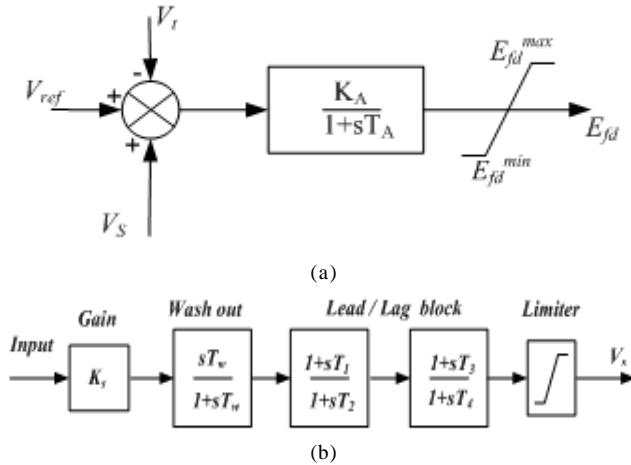 V_t
-
V_ref
+
+
V_S
K_A
1+sT_A
E_fd^max
E_fd^min
E_fd
(a)
Gain
Wash out
Lead / Lag block
Limiter
Input
K_s
sT_w
1+sT_w
1+sT_1
1+sT_2
1+sT_3
1+sT_4
V_s
(b)